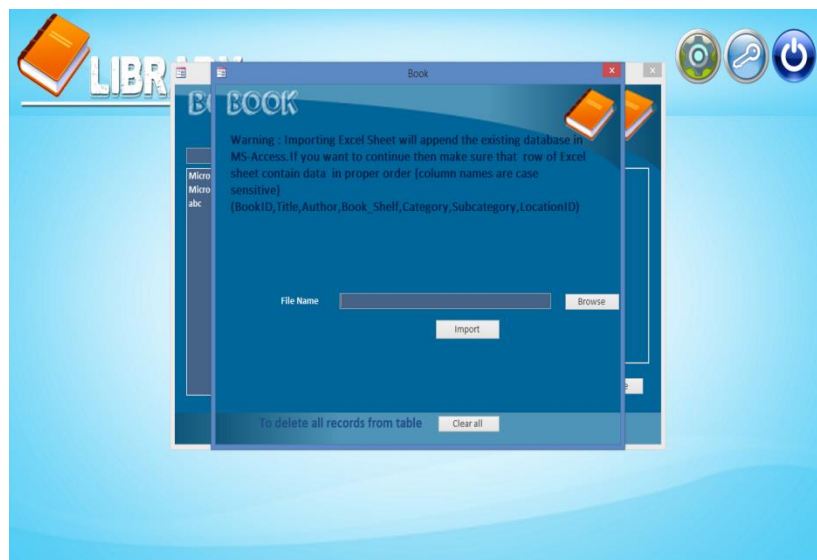 LIBR
Book
BOOK
Warning : Importing Excel Sheet will append the existing database in
MS-Access.If you want to continue then make sure that row of Excel
sheet contain data in proper order [column names are case
sensitive]
(BookID,Title,Author,Book_Shelf,Category,Subcategory,LocationID)
Micro
Micro
abc
File Name
Browse
Import
To delete all records from table
Clear all